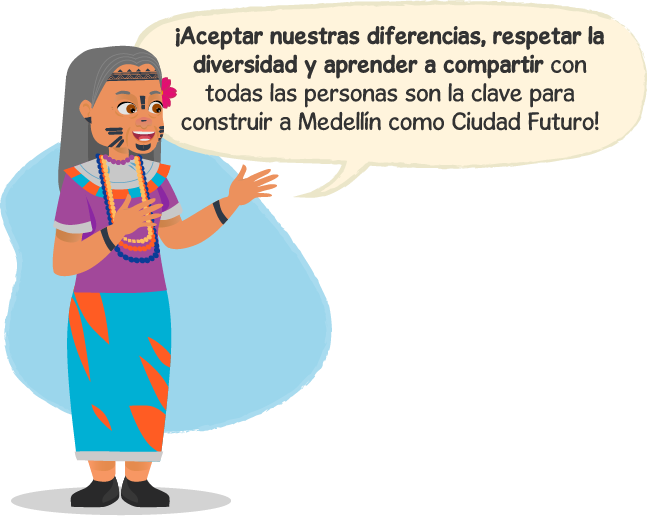 ¡Aceptar nuestras diferencias, respetar la
diversidad y aprender a compartir con
todas las personas son la clave para
construir a Medellín como Ciudad Futuro!